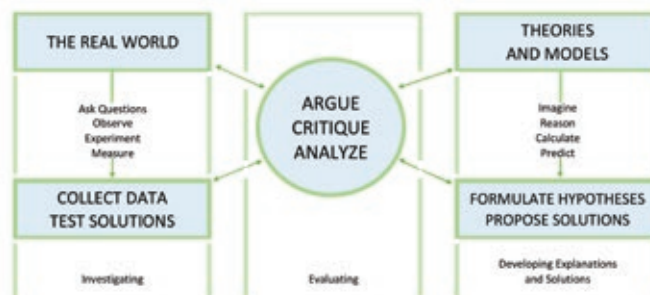 THE REAL WORLD
Ask Questions
Observe
Experiment
Measure
COLLECT DATA
TEST SOLUTIONS
Investigating
ARGUE
CRITIQUE
ANALYZE
Evaluating
THEORIES
AND MODELS
Imagine
Reason
Calculate
Predict
FORMULATE HYPOTHESES
PROPOSE SOLUTIONS
Developing Explanations
and Solutions